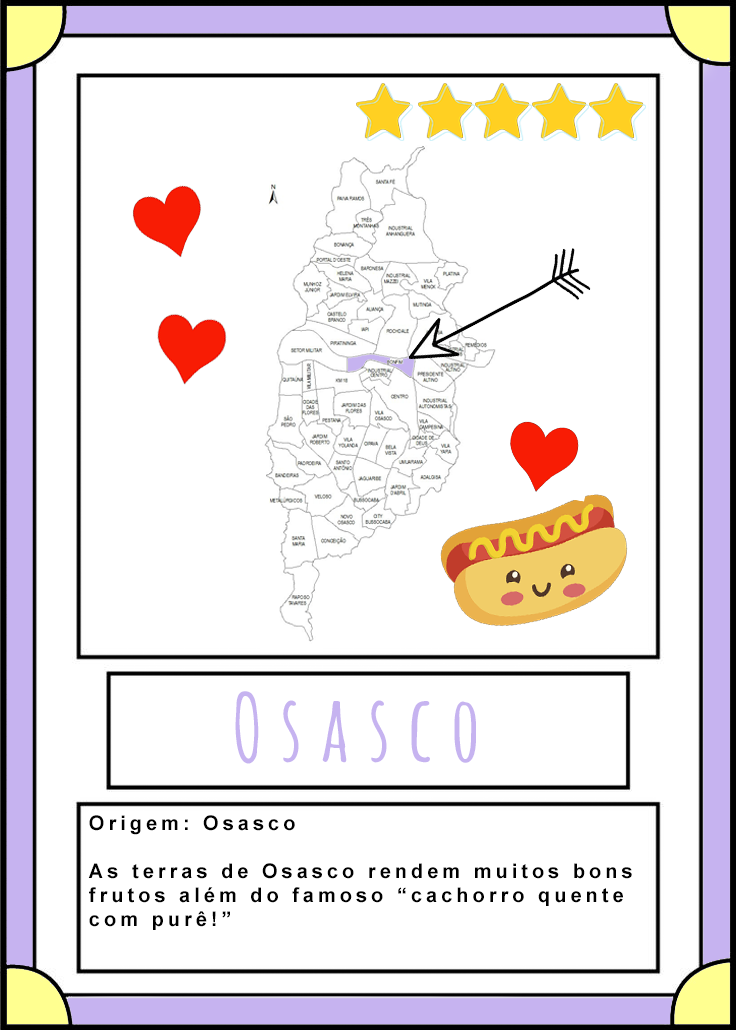 N
SANTA FÉ
PAIVA RAMOS
TRÊS
MONTANHAS
INDUSTRIAL
ANHANGUERA
BONANÇA
PORTAL D'OESTE
BARONESA
HELENA
MARIA
INDUSTRIAL
MAZZEI
PLATINA
MUNHOZ
JÚNIOR
VILA
MENCK
JARDIM ELVIRA
MUTINGA
ALIANÇA
CASTELO
BRANCO
IAPI
ROCHDALE
PIRATININGA
REMÉDIOS
SETOR MILITAR
BONFIM
INDUSTRIAL
ALTINO
INDUSTRIAL
CENTRO
PRESIDENTE
ALTINO
QUITAÚNA
VILA MILITAR
KM 18
CENTRO
CIDADE
DAS
FLORES
JARDIM DAS
FLORES
INDUSTRIAL
AUTONOMISTAS
SÃO
PEDRO
PESTANA
VILA
OSASCO
VILA
CAMPESINA
JARDIM
ROBERTO
VILA
YOLANDA
CIPAVA
BELA
VISTA
CIDADE DE
DEUS
VILA
YARA
PADROEIRA
SANTO
ANTÔNIO
UMUARAMA
BANDEIRAS
JAGUARIBE
ADALGISA
JARDIM
D'ABRIL
METALÚRGICOS
VELOSO
BUSSOCABA
NOVO
OSASCO
CITY
BUSSOCABA
SANTA
MARIA
CONCEIÇÃO
RAPOSO
TAVARES
Osasco
Origem: Osasco
As terras de Osasco rendem muitos bons
frutos além do famoso “cachorro quente
com purê!”